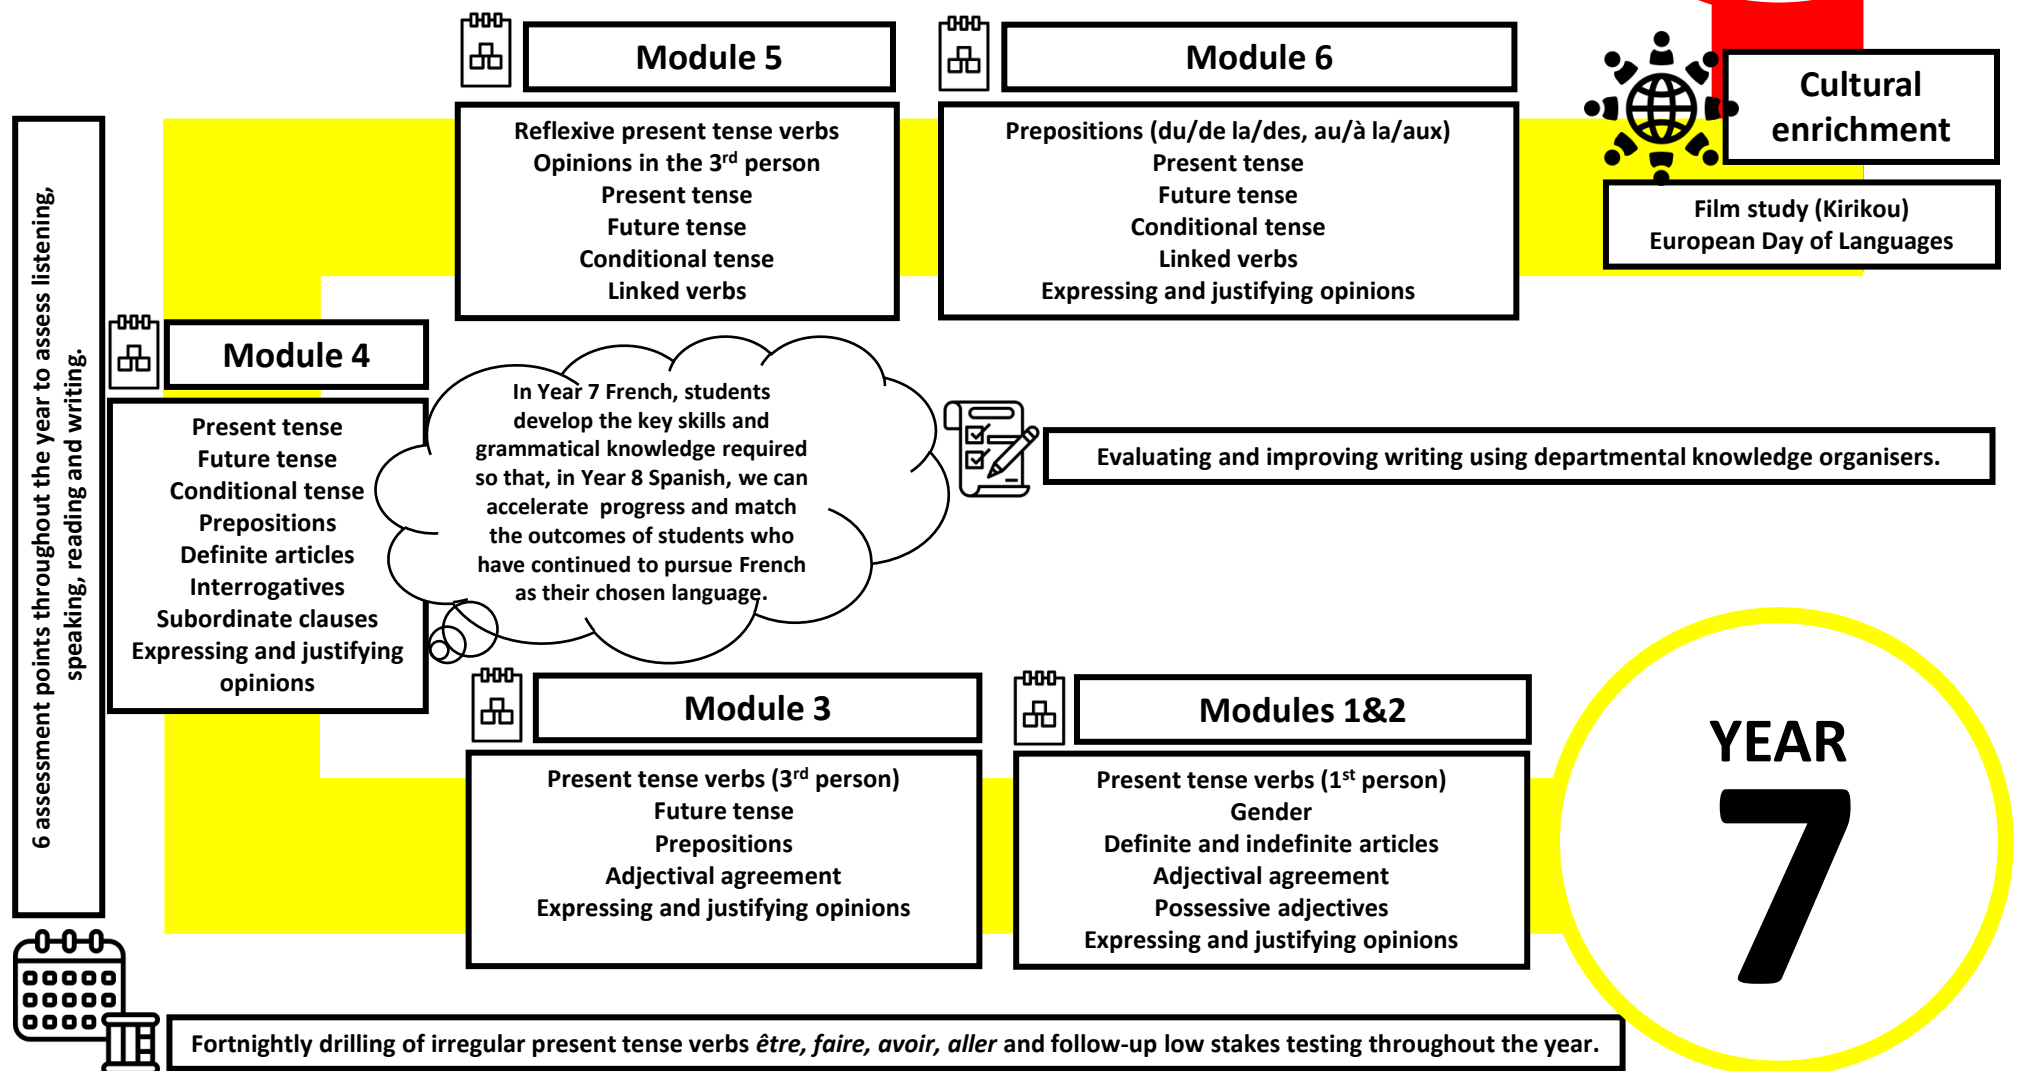 Module 5
Reflexive present tense verbs
Opinions in the 3rd person
Present tense
Future tense
Conditional tense
Linked verbs
Module 6
Prepositions (du/de la/des, au/à la/aux)
Present tense
Future tense
Conditional tense
Linked verbs
Expressing and justifying opinions
Cultural
enrichment
Film study (Kirikou)
European Day of Languages
6 assessment points throughout the year to assess listening,
speaking, reading and writing.
Module 4
Present tense
Future tense
Conditional tense
Prepositions
Definite articles
Interrogatives
Subordinate clauses
Expressing and justifying
opinions
In Year 7 French, students
develop the key skills and
grammatical knowledge required
so that, in Year 8 Spanish, we can
accelerate progress and match
the outcomes of students who
have continued to pursue French
as their chosen language.
Evaluating and improving writing using departmental knowledge organisers.
Module 3
Present tense verbs (3rd person)
Future tense
Prepositions
Adjectival agreement
Expressing and justifying opinions
Modules 1&2
Present tense verbs (1st person)
Gender
Definite and indefinite articles
Adjectival agreement
Possessive adjectives
Expressing and justifying opinions
YEAR
7
Fortnightly drilling of irregular present tense verbs être, faire, avoir, aller and follow-up low stakes testing throughout the year.